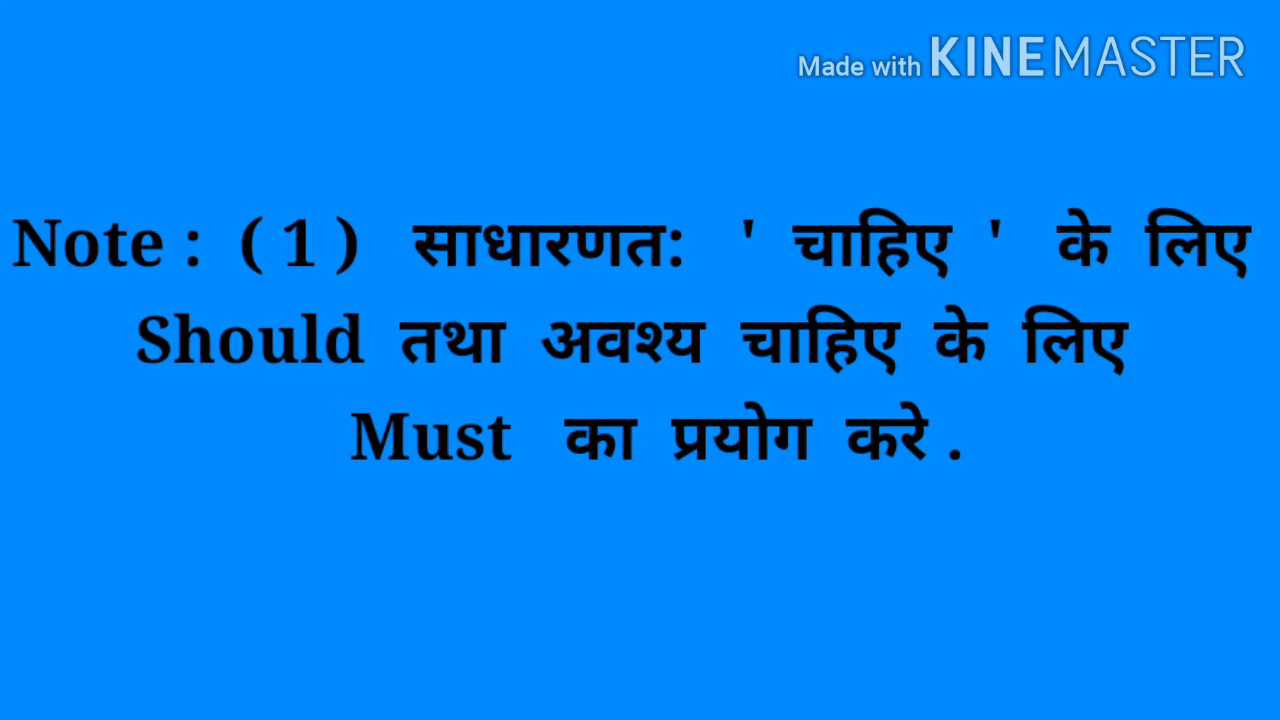 Made with KINEMASTER
Note : ( 1 ) साधारणत: ' चाहिए ' के लिए
Should तथा अवश्य चाहिए के लिए
Must का प्रयोग करे .